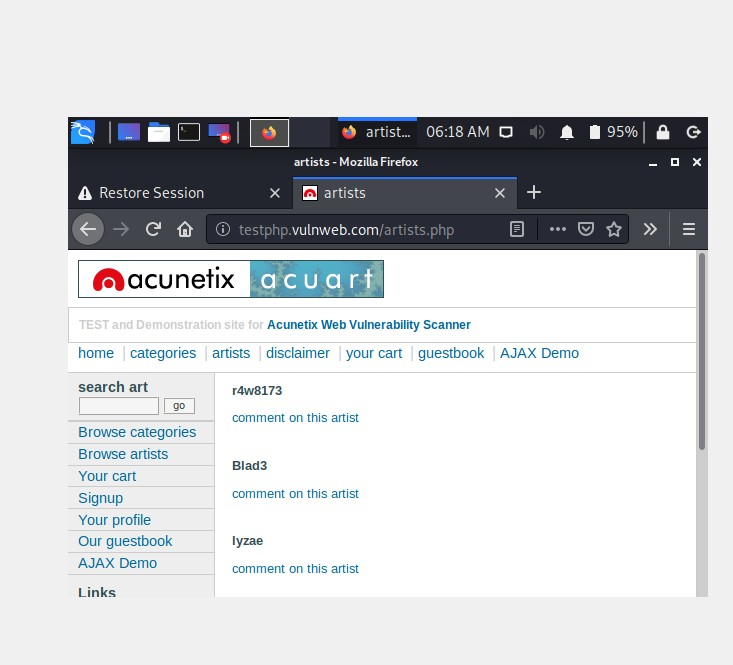 artist... 06:18 AM 95%
artists - Mozilla Firefox
Restore Session artists
testphp.vulnweb.com/artists.php
acunetix acuart
TEST and Demonstration site for Acunetix Web Vulnerability Scanner
home | categories | artists | disclaimer | your cart | guestbook | AJAX Demo
search art
go
Browse categories
Browse artists
Your cart
Signup
Your profile
Our guestbook
AJAX Demo
Links
r4w8173
comment on this artist
Blad3
comment on this artist
lyzae
comment on this artist